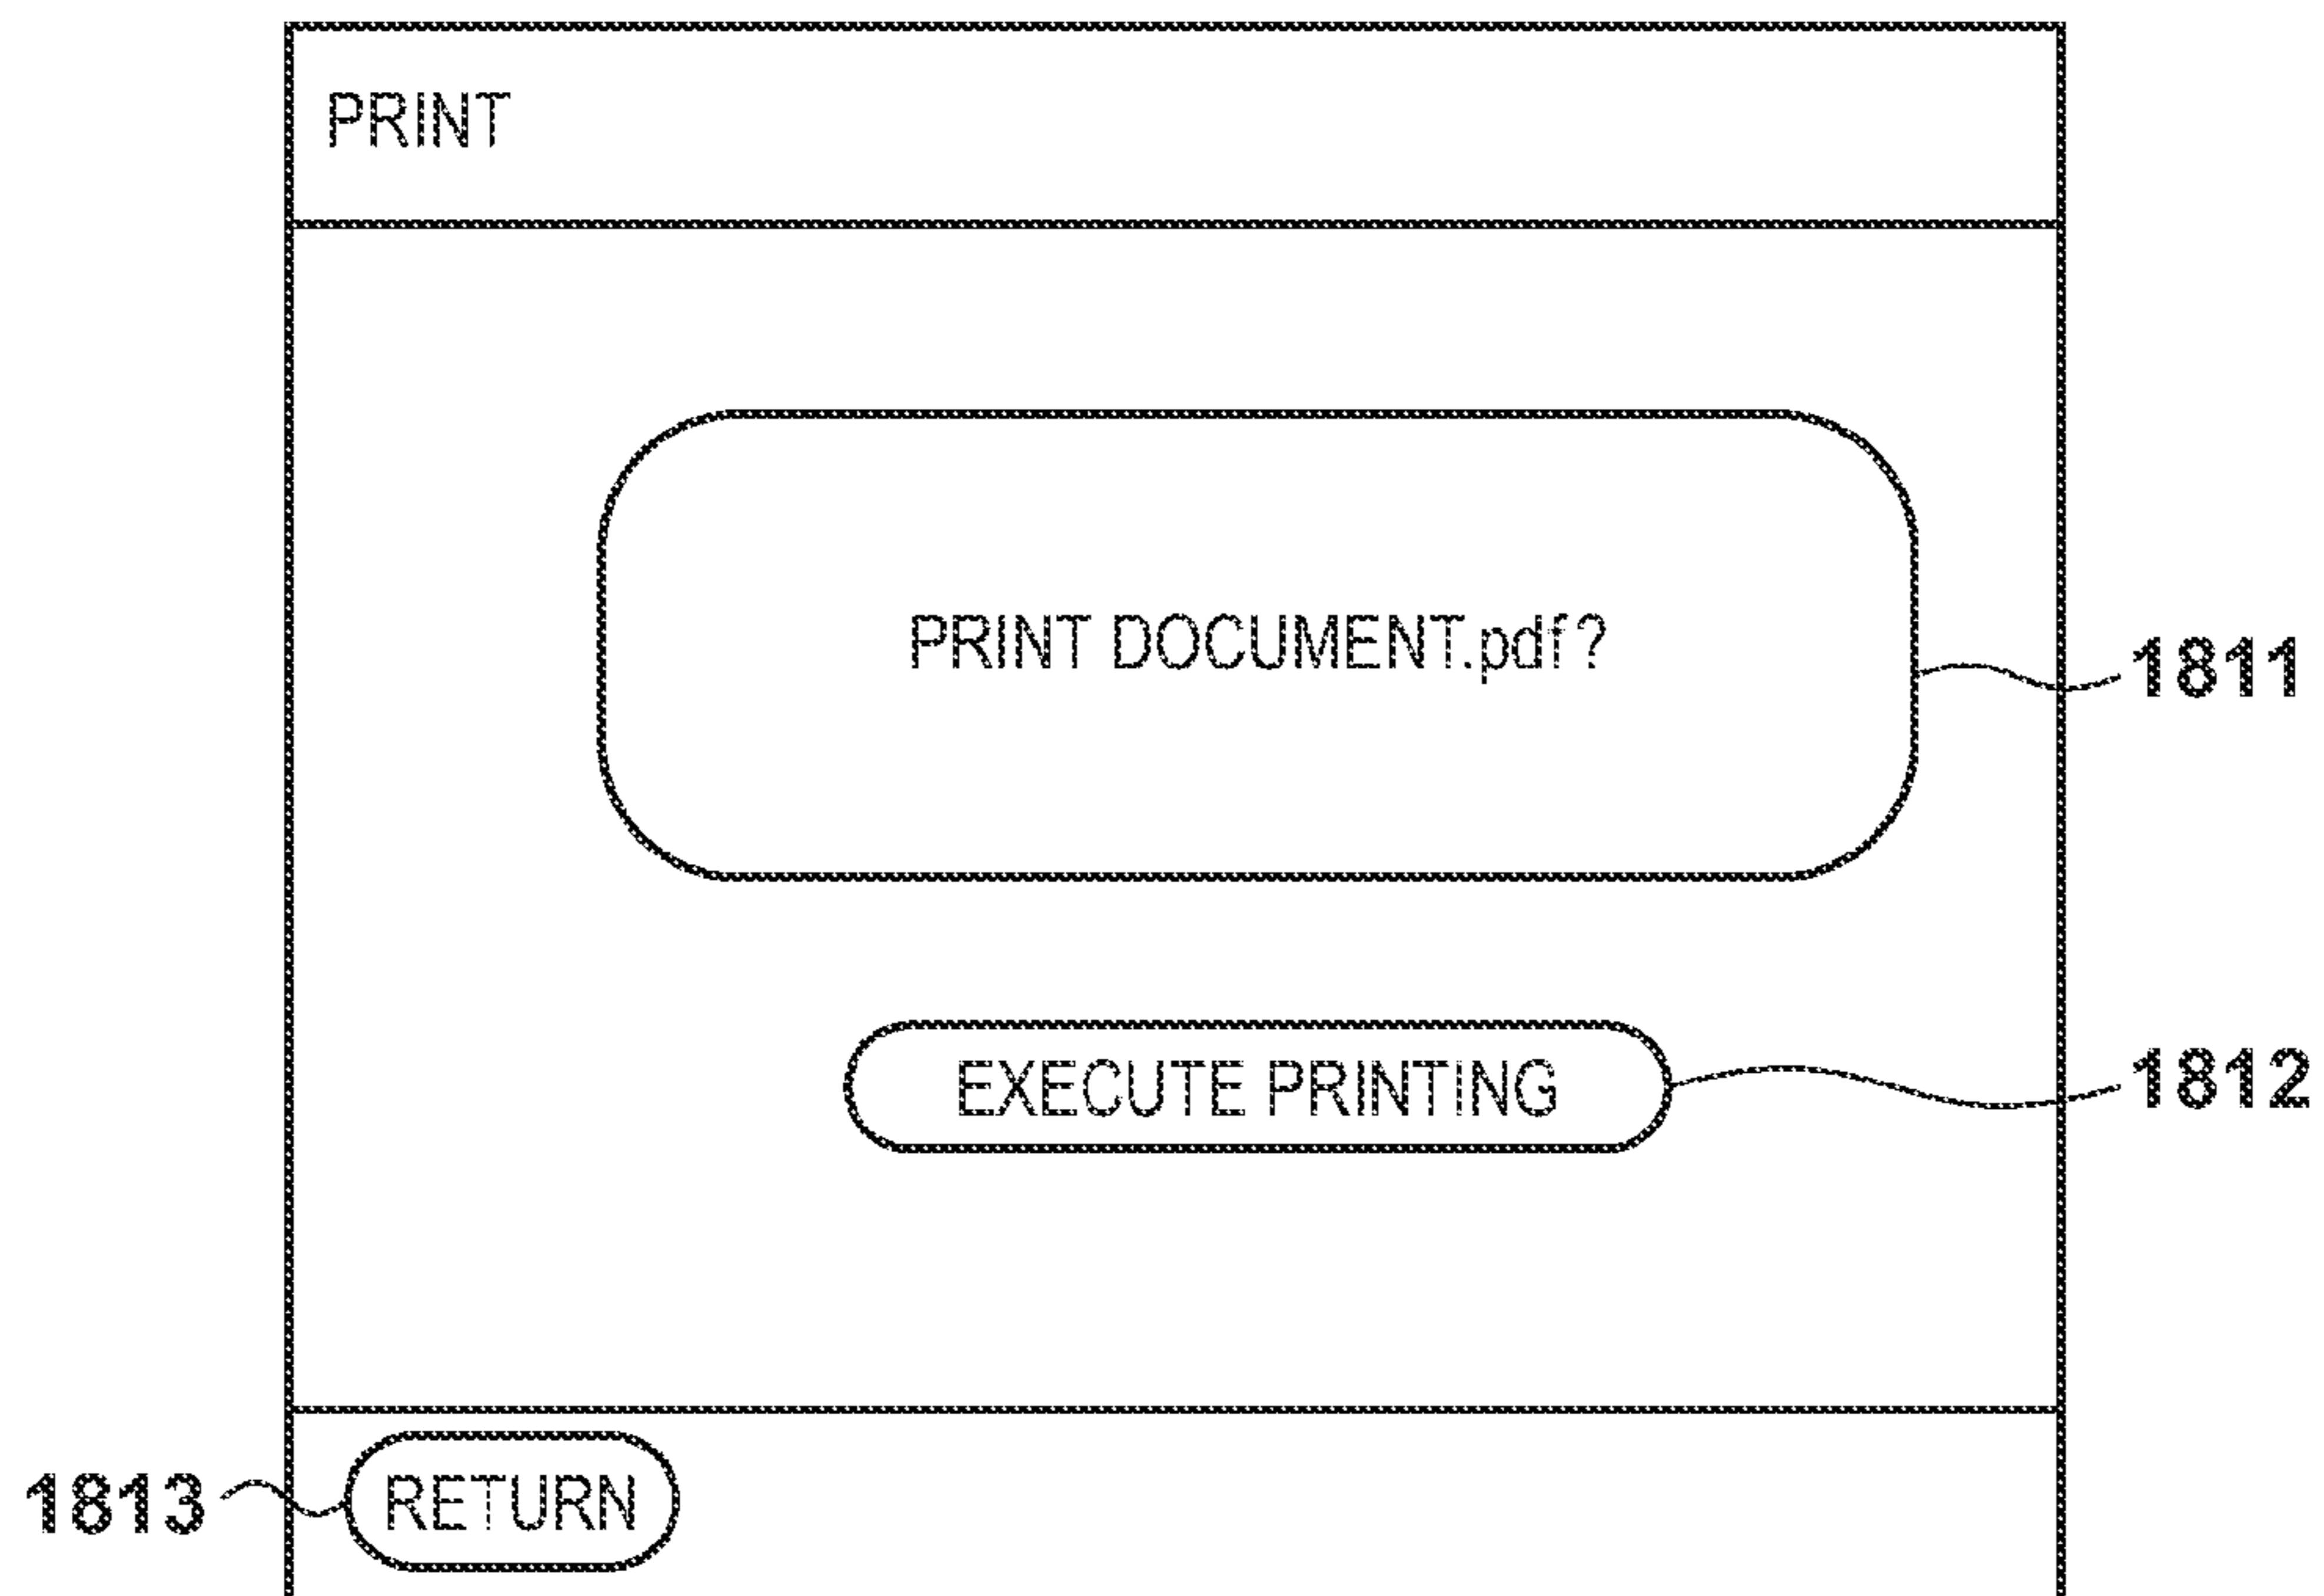 PRINT
PRINT DOCUMENT.pdf?
1811
EXECUTE PRINTING
1812
1813
RETURN